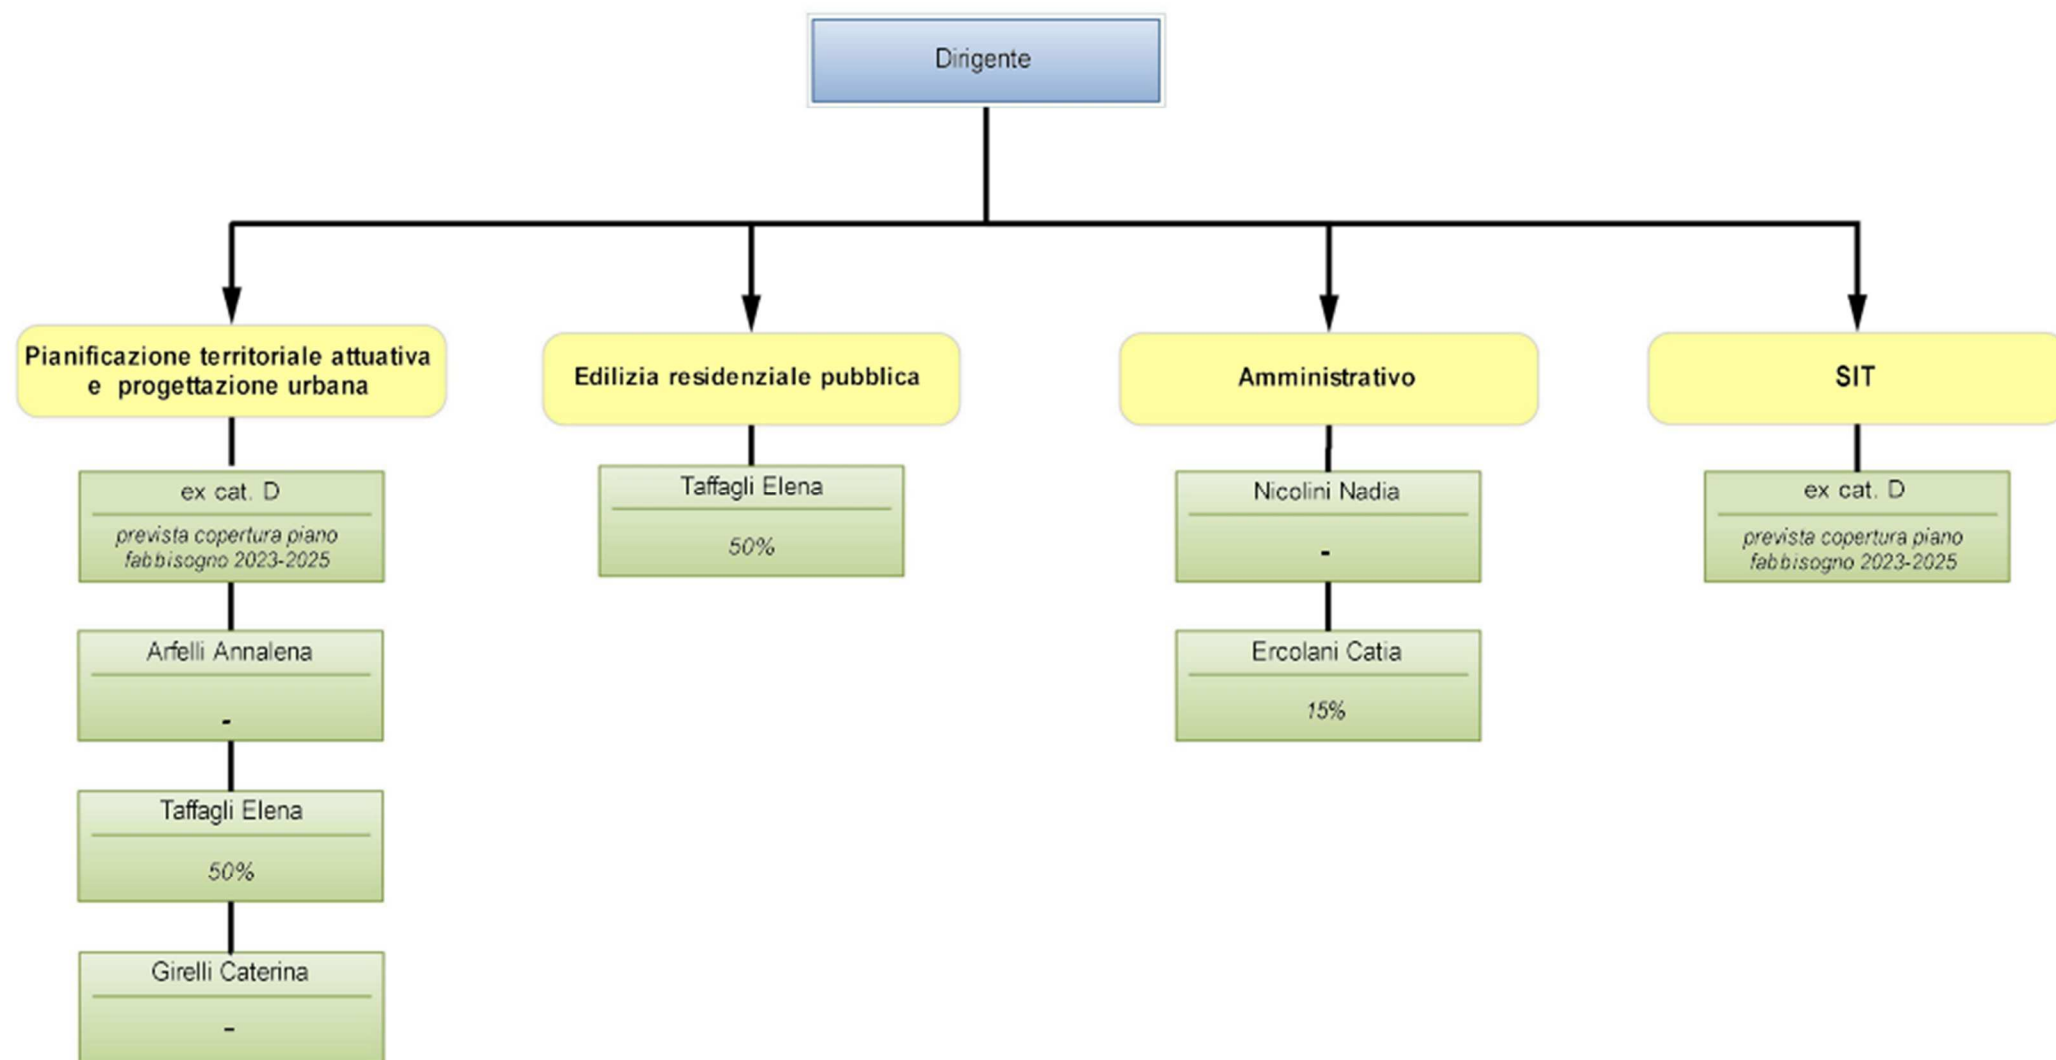 Dirigente
Pianificazione territoriale attuativa
e progettazione urbana
ex cat. D
prevista copertura piano
fabbisogno 2023-2025
Arfelli Annalena
-
Taffagli Elena
50%
Girelli Caterina
-
Edilizia residenziale pubblica
Taffagli Elena
50%
Amministrativo
Nicolini Nadia
-
Ercolani Catia
15%
SIT
ex cat. D
prevista copertura piano
fabbisogno 2023-2025